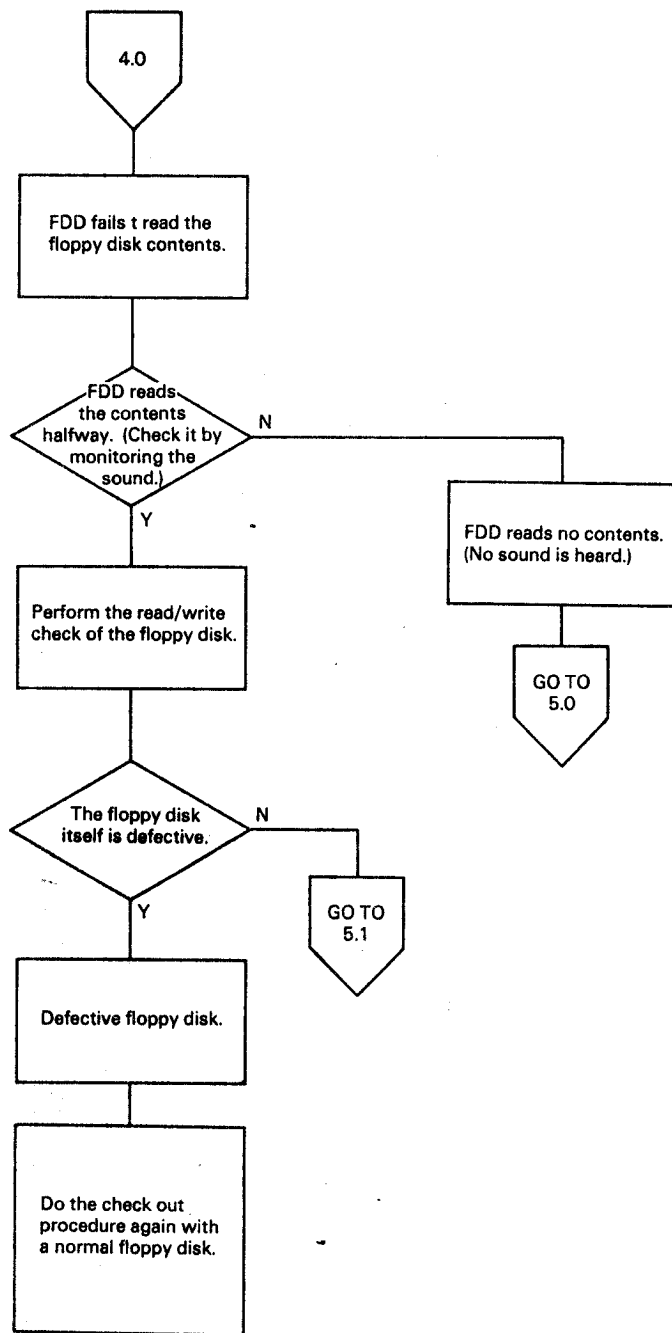 4.0
FDD fails t read the
floppy disk contents.
FDD reads
the contents
halfway. (Check it by
monitoring the
sound.)
N
Y
FDD reads no contents.
(No sound is heard.)
GO TO
5.0
Perform the read/write
check of the floppy disk.
The floppy disk
itself is defective.
N
Y
GO TO
5.1
Defective floppy disk.
Do the check out
procedure again with
a normal floppy disk.